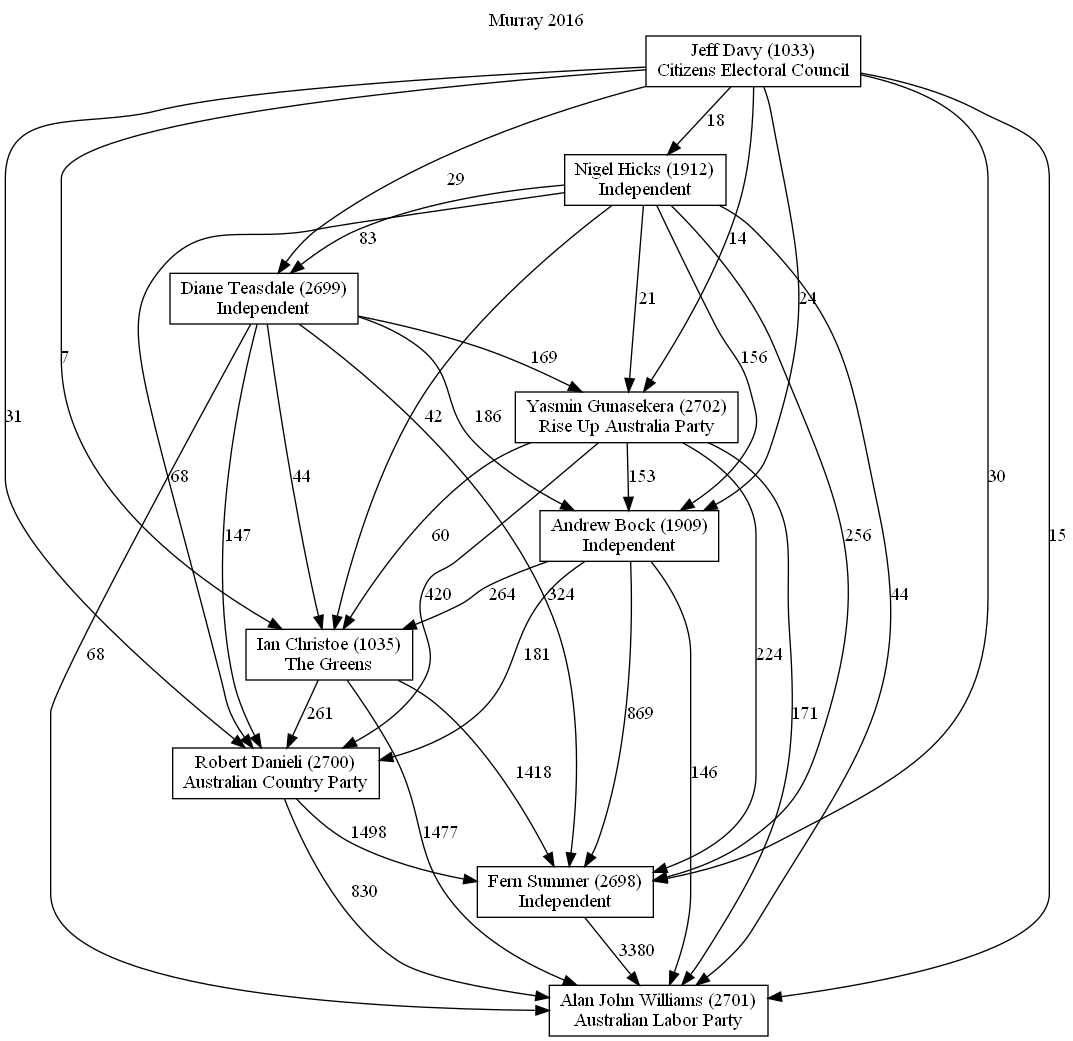 Murray 2016
Jeff Davy (1033)
Citizens Electoral Council
18
Nigel Hicks (1912)
Independent
29
83
14
Diane Teasdale (2699)
Independent
21
24
7
169
156
Yasmin Gunasekera (2702)
Rise Up Australia Party
31
42
186
68
44
153
30
15
Andrew Bock (1909)
Independent
147
60
256
420
264
324
44
Ian Christoe (1035)
The Greens
68
181
224
261
869
171
Robert Danieli (2700)
Australian Country Party
1418
146
1498
1477
Fern Summer (2698)
Independent
830
3380
Alan John Williams (2701)
Australian Labor Party